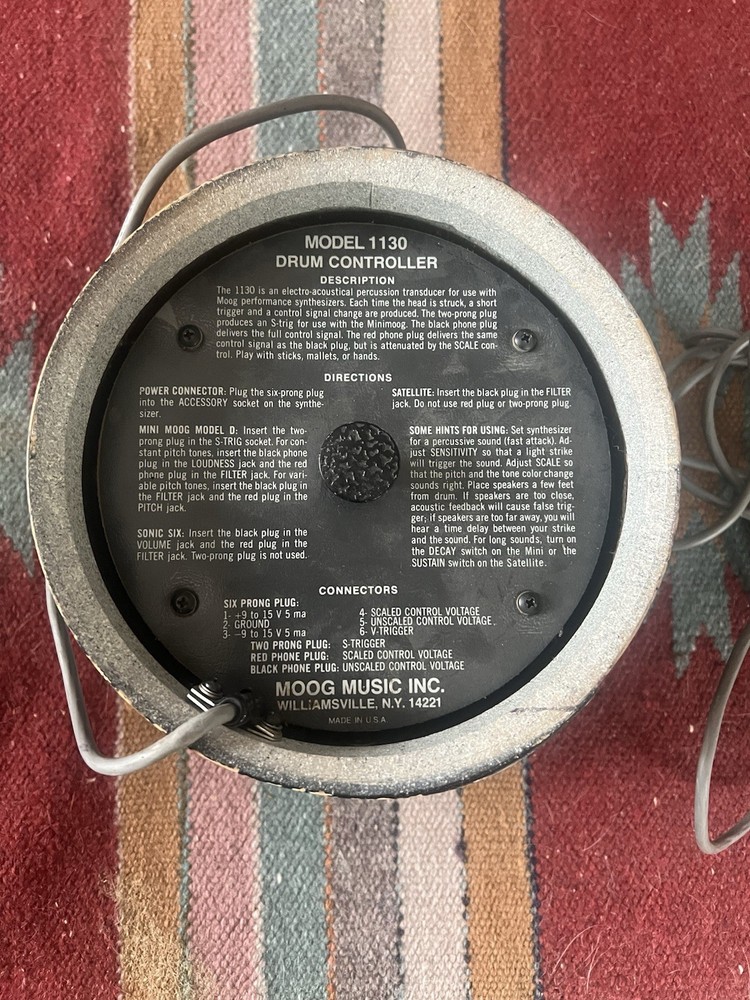 MODEL 1130
DRUM CONTROLLER
DESCRIPTION
The 1130 is an electro-acoustical percussion transducer for use with
Moog performance synthesizers. Each time the head is struck, a short
trigger and a control signal change are produced. The two-prong plug
produces an S-trig for use with the Minimoog. The black phone plug
delivers the full control signal. The red phone plug delivers the same
control signal as the black plug, but is attenuated by the SCALE con-
trol. Play with sticks, mallets, or hands.
DIRECTIONS
POWER CONNECTOR: Plug the six-prong plug
into the ACCESSORY socket on the synthe-
sizer.
MINI MOOG MODEL D: Insert the two-
prong plug in the S-TRIG socket. For con-
stant pitch tones, insert the black phone
plug in the LOUDNESS jack and the red
phone plug in the FILTER jack. For vari-
able pitch tones, insert the black plug in
the FILTER jack and the red plug in the
PITCH jack.
SONIC SIX: Insert the black plug in the
VOLUME jack and the red plug in the
FILTER jack. Two-prong plug is not used.
SATELLITE: Insert the black plug in the FILTER
jack. Do not use red plug or two-prong plug.
SOME HINTS FOR USING: Set synthesizer
for a percussive sound (fast attack). Ad-
just SENSITIVITY so that a light strike
will trigger the sound. Adjust SCALE so
that the pitch and the tone color change
sounds right. Place speakers a few feet
from drum. If speakers are too close,
acoustic feedback will cause false trig-
ger; if speakers are too far away, you will
hear a time delay between your strike
and the sound. For long sounds, turn on
the DECAY switch on the Mini or the
SUSTAIN switch on the Satellite.
CONNECTORS
SIX PRONG PLUG:
1- +9 to 15 V 5 ma
2- GROUND
3- -9 to 15 V 5 ma
4- SCALED CONTROL VOLTAGE
5- UNSCALED CONTROL VOLTAGE
6- V-TRIGGER
TWO PRONG PLUG: S-TRIGGER
RED PHONE PLUG: SCALED CONTROL VOLTAGE
BLACK PHONE PLUG: UNSCALED CONTROL VOLTAGE
MOOG MUSIC INC.
WILLIAMSVILLE, N.Y. 14221
MADE IN U.S.A.